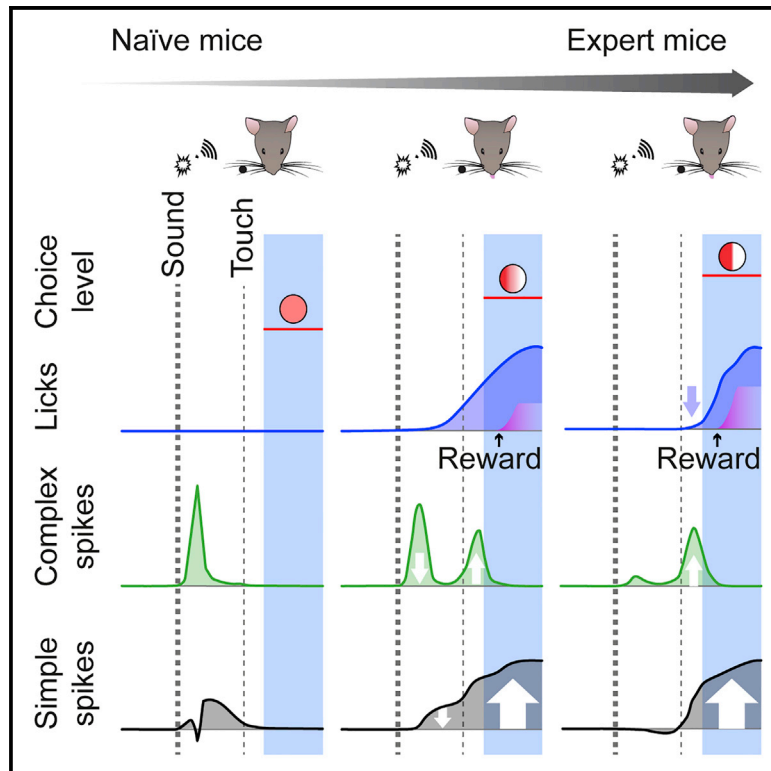 Naïve mice
Expert mice
Sound
Touch
Choice
level
Licks
Reward
Reward
Complex
spikes
Simple
spikes